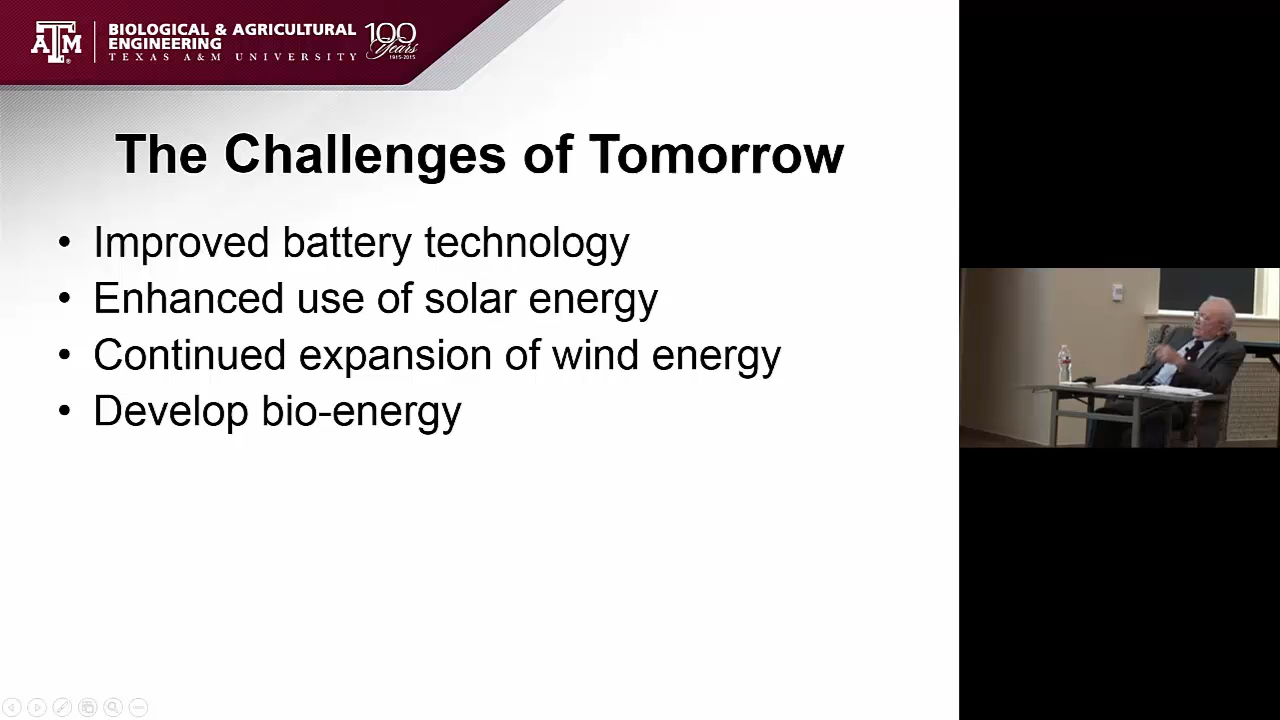 ATM
BIOLOGICAL & AGRICULTURAL
ENGINEERING
TEXAS A&M UNIVERSITY
100
Years
1915-2015
The Challenges of Tomorrow
• Improved battery technology
• Enhanced use of solar energy
• Continued expansion of wind energy
• Develop bio-energy